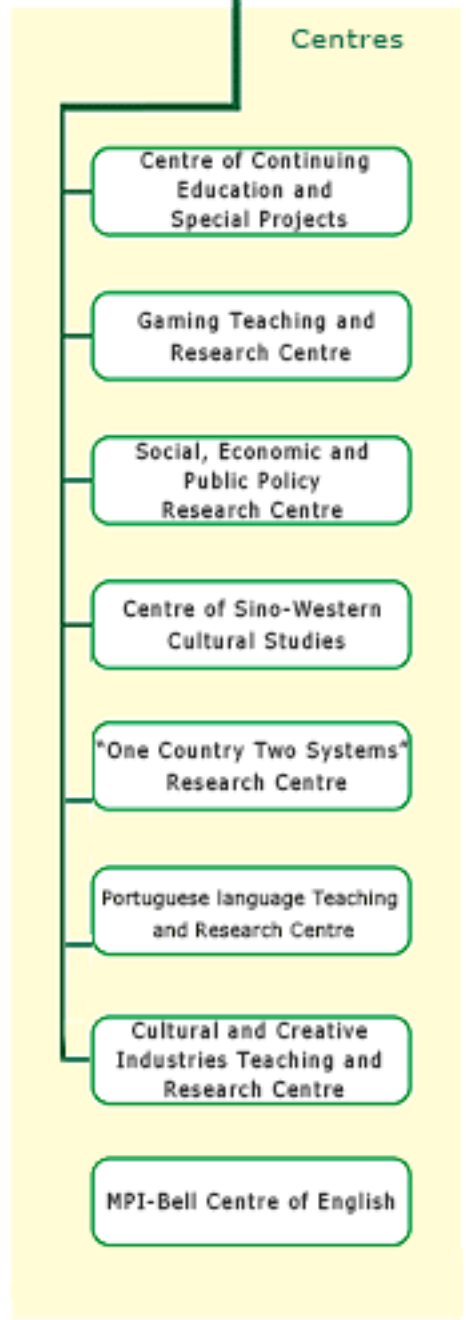 Centres
Centre of Continuing
Education and
Special Projects
Gaming Teaching and
Research Centre
Social, Economic and
Public Policy
Research Centre
Centre of Sino-Western
Cultural Studies
"One Country Two Systems"
Research Centre
Portuguese language Teaching
and Research Centre
Cultural and Creative
Industries Teaching and
Research Centre
MPI-Bell Centre of English